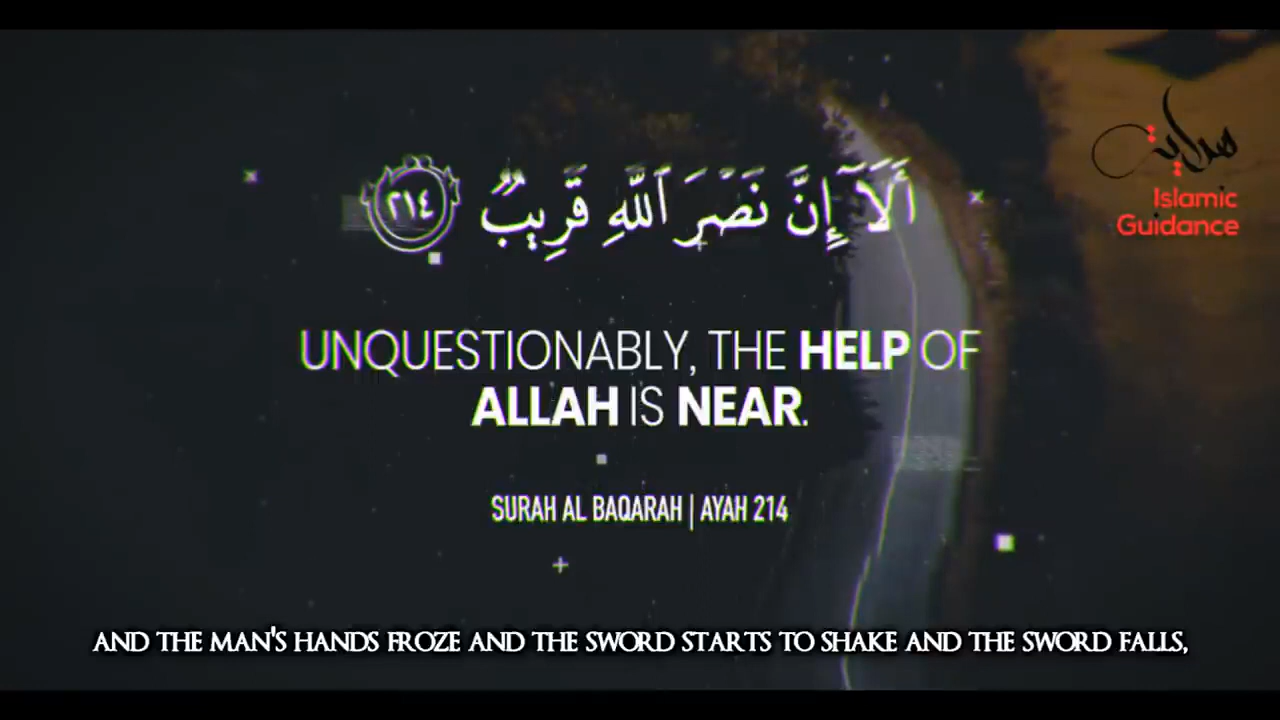 أَلَآ إِنَّ نَصْرَ ٱللَّهِ قَرِيبٌ ٢١٤
هداية
Islamic
Guidance
UNQUESTIONABLY, THE HELP OF
ALLAH IS NEAR.
SURAH AL BAQARAH | AYAH 214
AND THE MAN'S HANDS FROZE AND THE SWORD STARTS TO SHAKE AND THE SWORD FALLS,